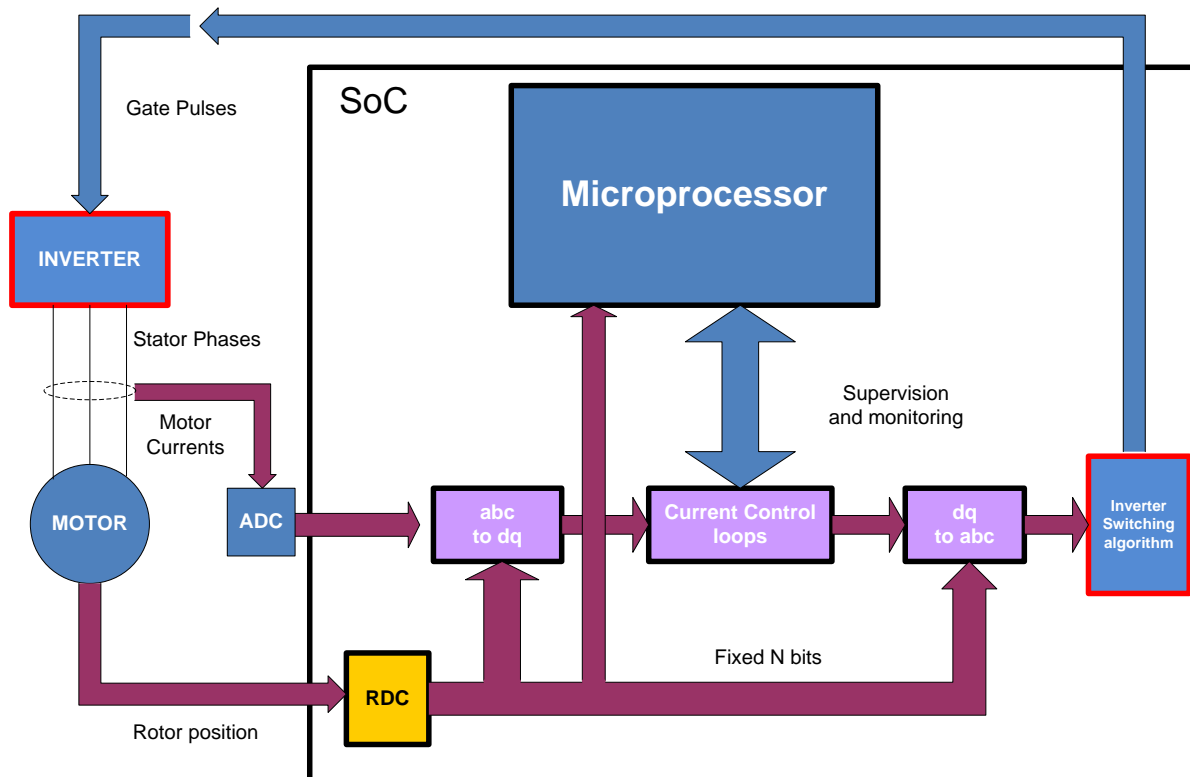 Gate Pulses
SoC
Microprocessor
INVERTER
Stator Phases
Motor
Currents
Supervision
and monitoring
MOTOR
ADC
abc
to dq
Current Control
loops
dq
to abc
Inverter
Switching
algorithm
Fixed N bits
RDC
Rotor position